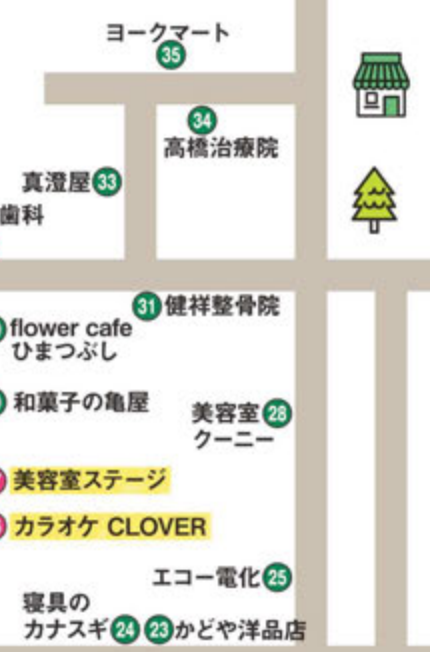 ヨークマート
35
34
高橋治療院
真澄屋 33
歯科
31 健祥整骨院
flower cafe
ひまつぶし
和菓子の亀屋
美容室 28
クーニー
美容室ステージ
カラオケ CLOVER
エコー電化 25
寝具の
カナスギ 24 23 かどや洋品店